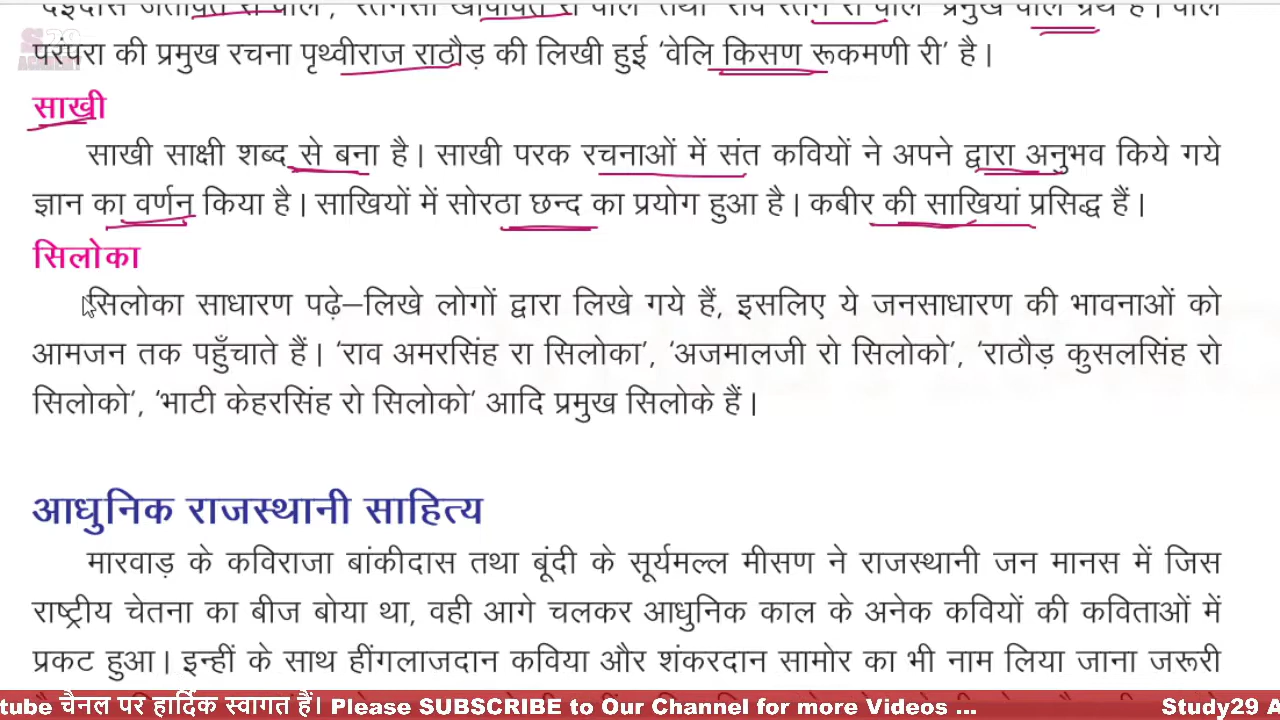 परंपरा की प्रमुख रचना पृथ्वीराज राठौड़ की लिखी हुई ‘वेलि किसण रूकमणी री’ है।
साखी
साखी साक्षी शब्द से बना है। साखी परक रचनाओं में संत कवियों ने अपने द्वारा अनुभव किये गये
ज्ञान का वर्णन किया है। साखियों में सोरठा छन्द का प्रयोग हुआ है। कबीर की साखियां प्रसिद्ध हैं।
सिलोका
सिलोका साधारण पढ़े–लिखे लोगों द्वारा लिखे गये हैं, इसलिए ये जनसाधारण की भावनाओं को
आमजन तक पहुँचाते हैं। ‘राव अमरसिंह रा सिलोका’, ‘अजमालजी रो सिलोको’, ‘राठौड़ कुसलसिंह रो
सिलोको’, ‘भाटी केहरसिंह रो सिलोको’ आदि प्रमुख सिलोके हैं।
आधुनिक राजस्थानी साहित्य
मारवाड़ के कविराजा बांकीदास तथा बूंदी के सूर्यमल्ल मीसण ने राजस्थानी जन मानस में जिस
राष्ट्रीय चेतना का बीज बोया था, वही आगे चलकर आधुनिक काल के अनेक कवियों की कविताओं में
प्रकट हुआ। इन्हीं के साथ हींगलाजदान कविया और शंकरदान सामोर का भी नाम लिया जाना जरूरी
tube चैनल पर हार्दिक स्वागत हैं। Please SUBSCRIBE to Our Channel for more Videos ... Study29 A